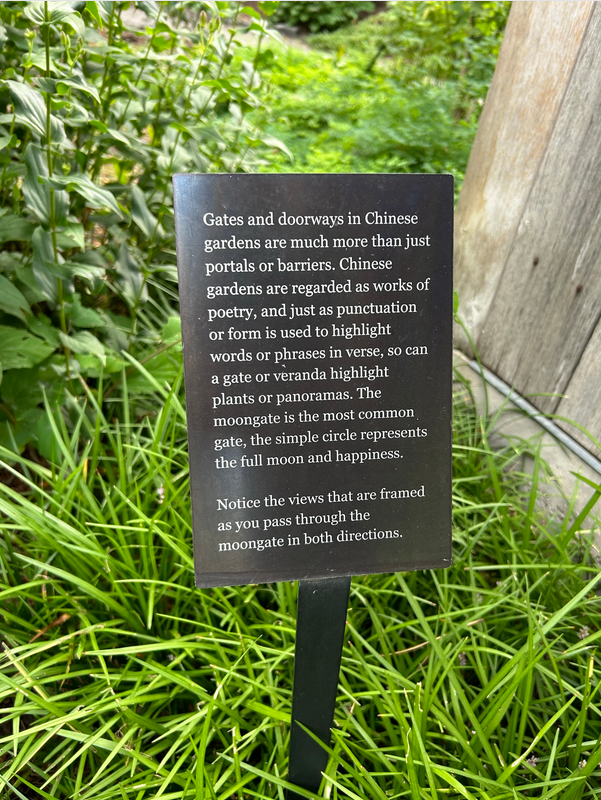 Gates and doorways in Chinese
gardens are much more than just
portals or barriers. Chinese
gardens are regarded as works of
poetry, and just as punctuation
or form is used to highlight
words or phrases in verse, so can
a gate or veranda highlight
plants or panoramas. The
moongate is the most common
gate, the simple circle represents
the full moon and happiness.
Notice the views that are framed
as you pass through the
moongate in both directions.